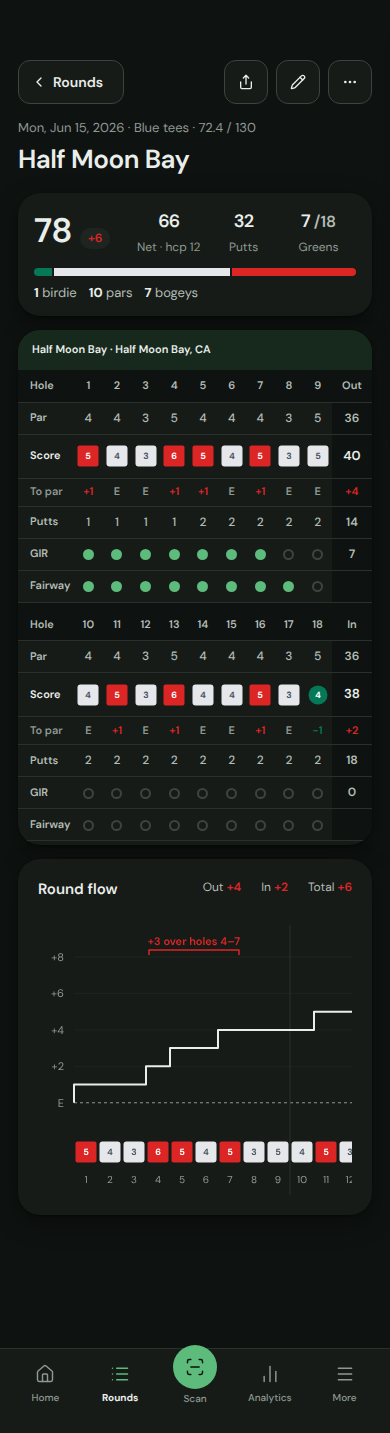 Rounds
Mon, Jun 15, 2026 · Blue tees · 72.4 / 130
Half Moon Bay
78 +6 66 32 7 /18
Net · hcp 12 Putts Greens
1 birdie 10 pars 7 bogeys
Half Moon Bay · Half Moon Bay, CA
Hole 1 2 3 4 5 6 7 8 9 Out
Par 4 4 3 5 4 4 4 3 5 36
Score 5 4 3 6 5 4 5 3 5 40
To par +1 E E +1 +1 E +1 E E +4
Putts 1 1 1 1 2 2 2 2 2 14
GIR 7
Fairway
Hole 10 11 12 13 14 15 16 17 18 In
Par 4 4 3 5 4 4 4 3 5 36
Score 4 5 3 6 4 4 5 3 4 38
To par E +1 E +1 E E +1 E -1 +2
Putts 2 2 2 2 2 2 2 2 2 18
GIR 0
Fairway
Round flow Out +4 In +2 Total +6
+3 over holes 4–7
+8
+6
+4
+2
E
5 4 3 6 5 4 5 3 5 4 5 3
1 2 3 4 5 6 7 8 9 10 11 12
Home Rounds Scan Analytics More